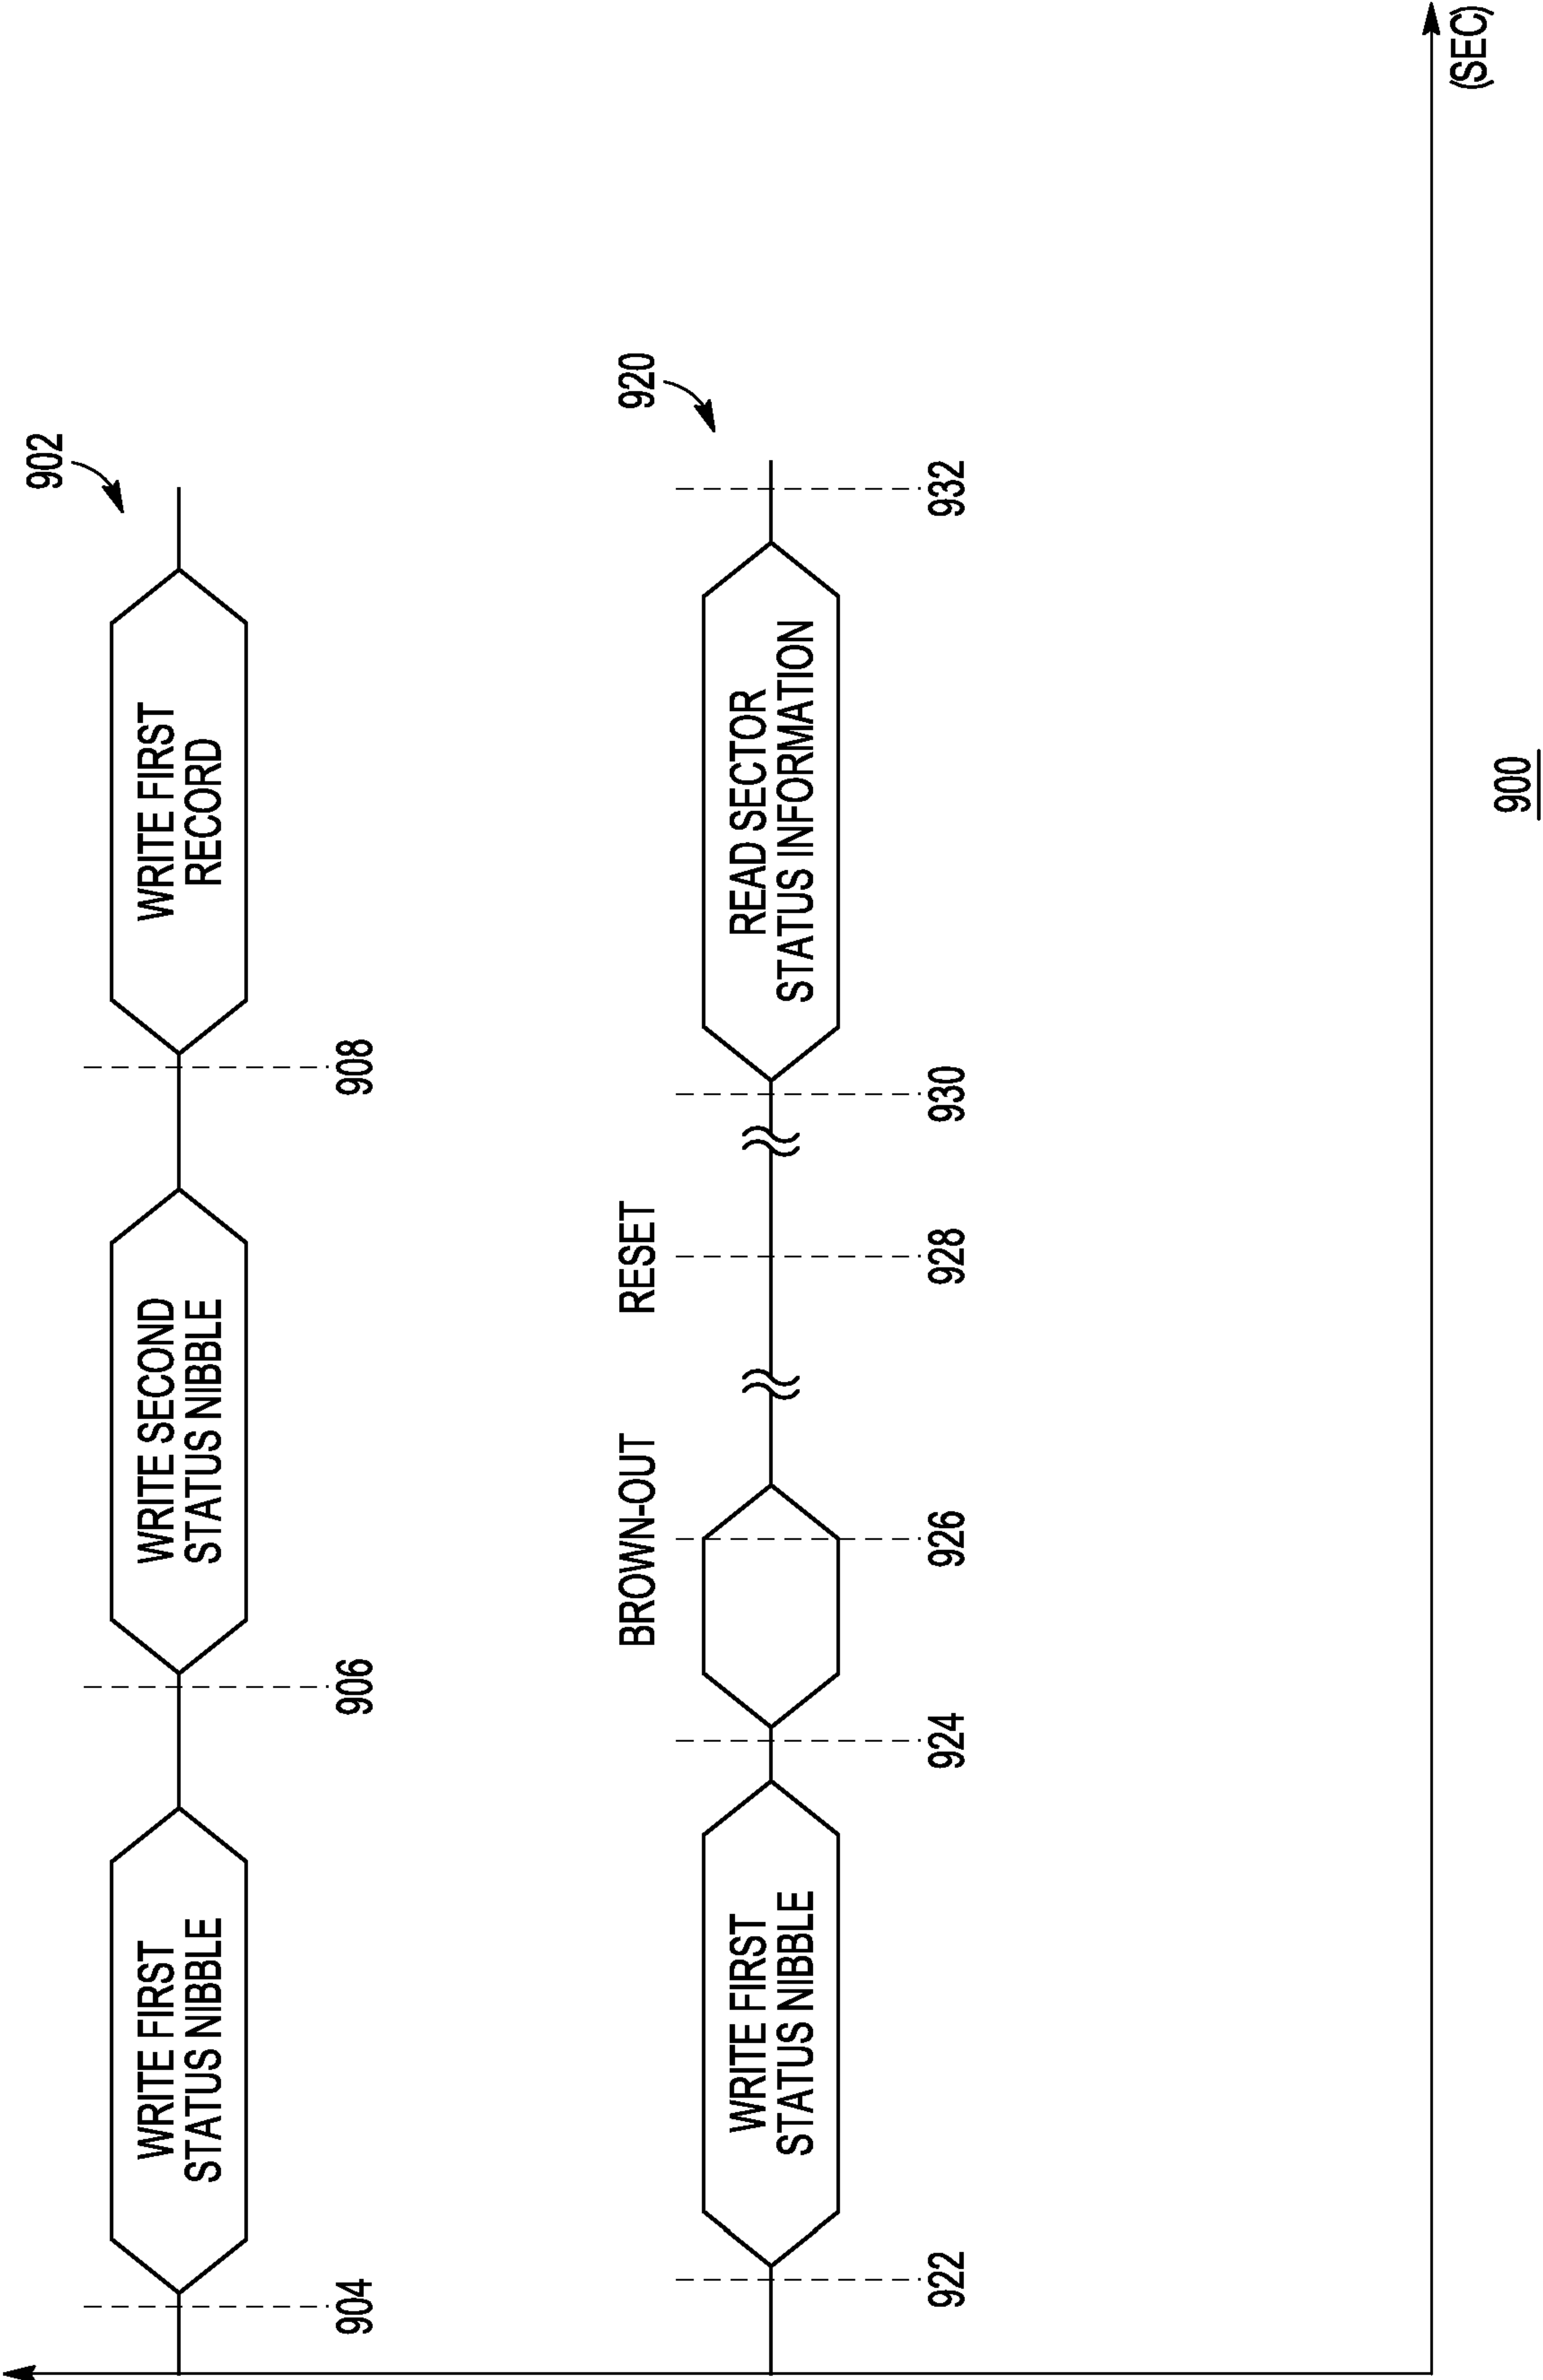 902
WRITE FIRST
STATUS NIBBLE
WRITE SECOND
STATUS NIBBLE
WRITE FIRST
RECORD
904
906
908
920
BROWN-OUT
RESET
WRITE FIRST
STATUS NIBBLE
READ SECTOR
STATUS INFORMATION
922
924
926
928
930
932
(SEC)
900